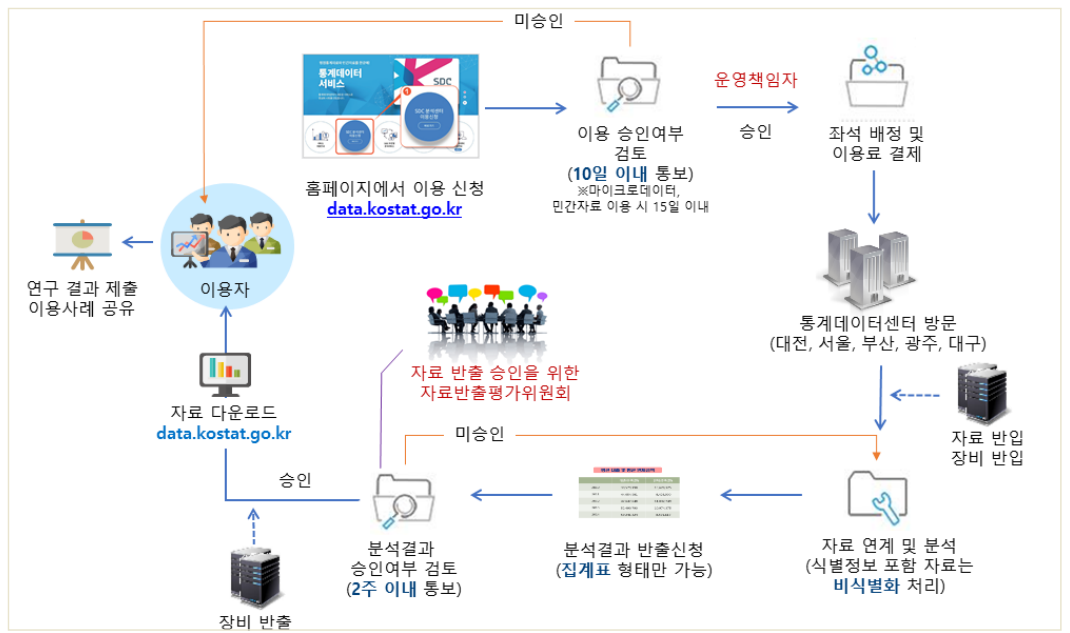 미승인
통계데이터
서비스
SDC
1
SDC 분석센터
이용신청
홈페이지에서 이용 신청
data.kostat.go.kr
이용 승인여부
검토
(10일 이내 통보)
※마이크로데이터,
민간자료 이용 시 15일 이내
운영책임자
승인
좌석 배정 및
이용료 결제
통계데이터센터 방문
(대전, 서울, 부산, 광주, 대구)
자료 반입
장비 반입
자료 연계 및 분석
(식별정보 포함 자료는
비식별화 처리)
분석결과 반출신청
(집계표 형태만 가능)
미승인
분석결과
승인여부 검토
(2주 이내 통보)
자료 반출 승인을 위한
자료반출평가위원회
승인
장비 반출
자료 다운로드
data.kostat.go.kr
이용자
연구 결과 제출
이용사례 공유